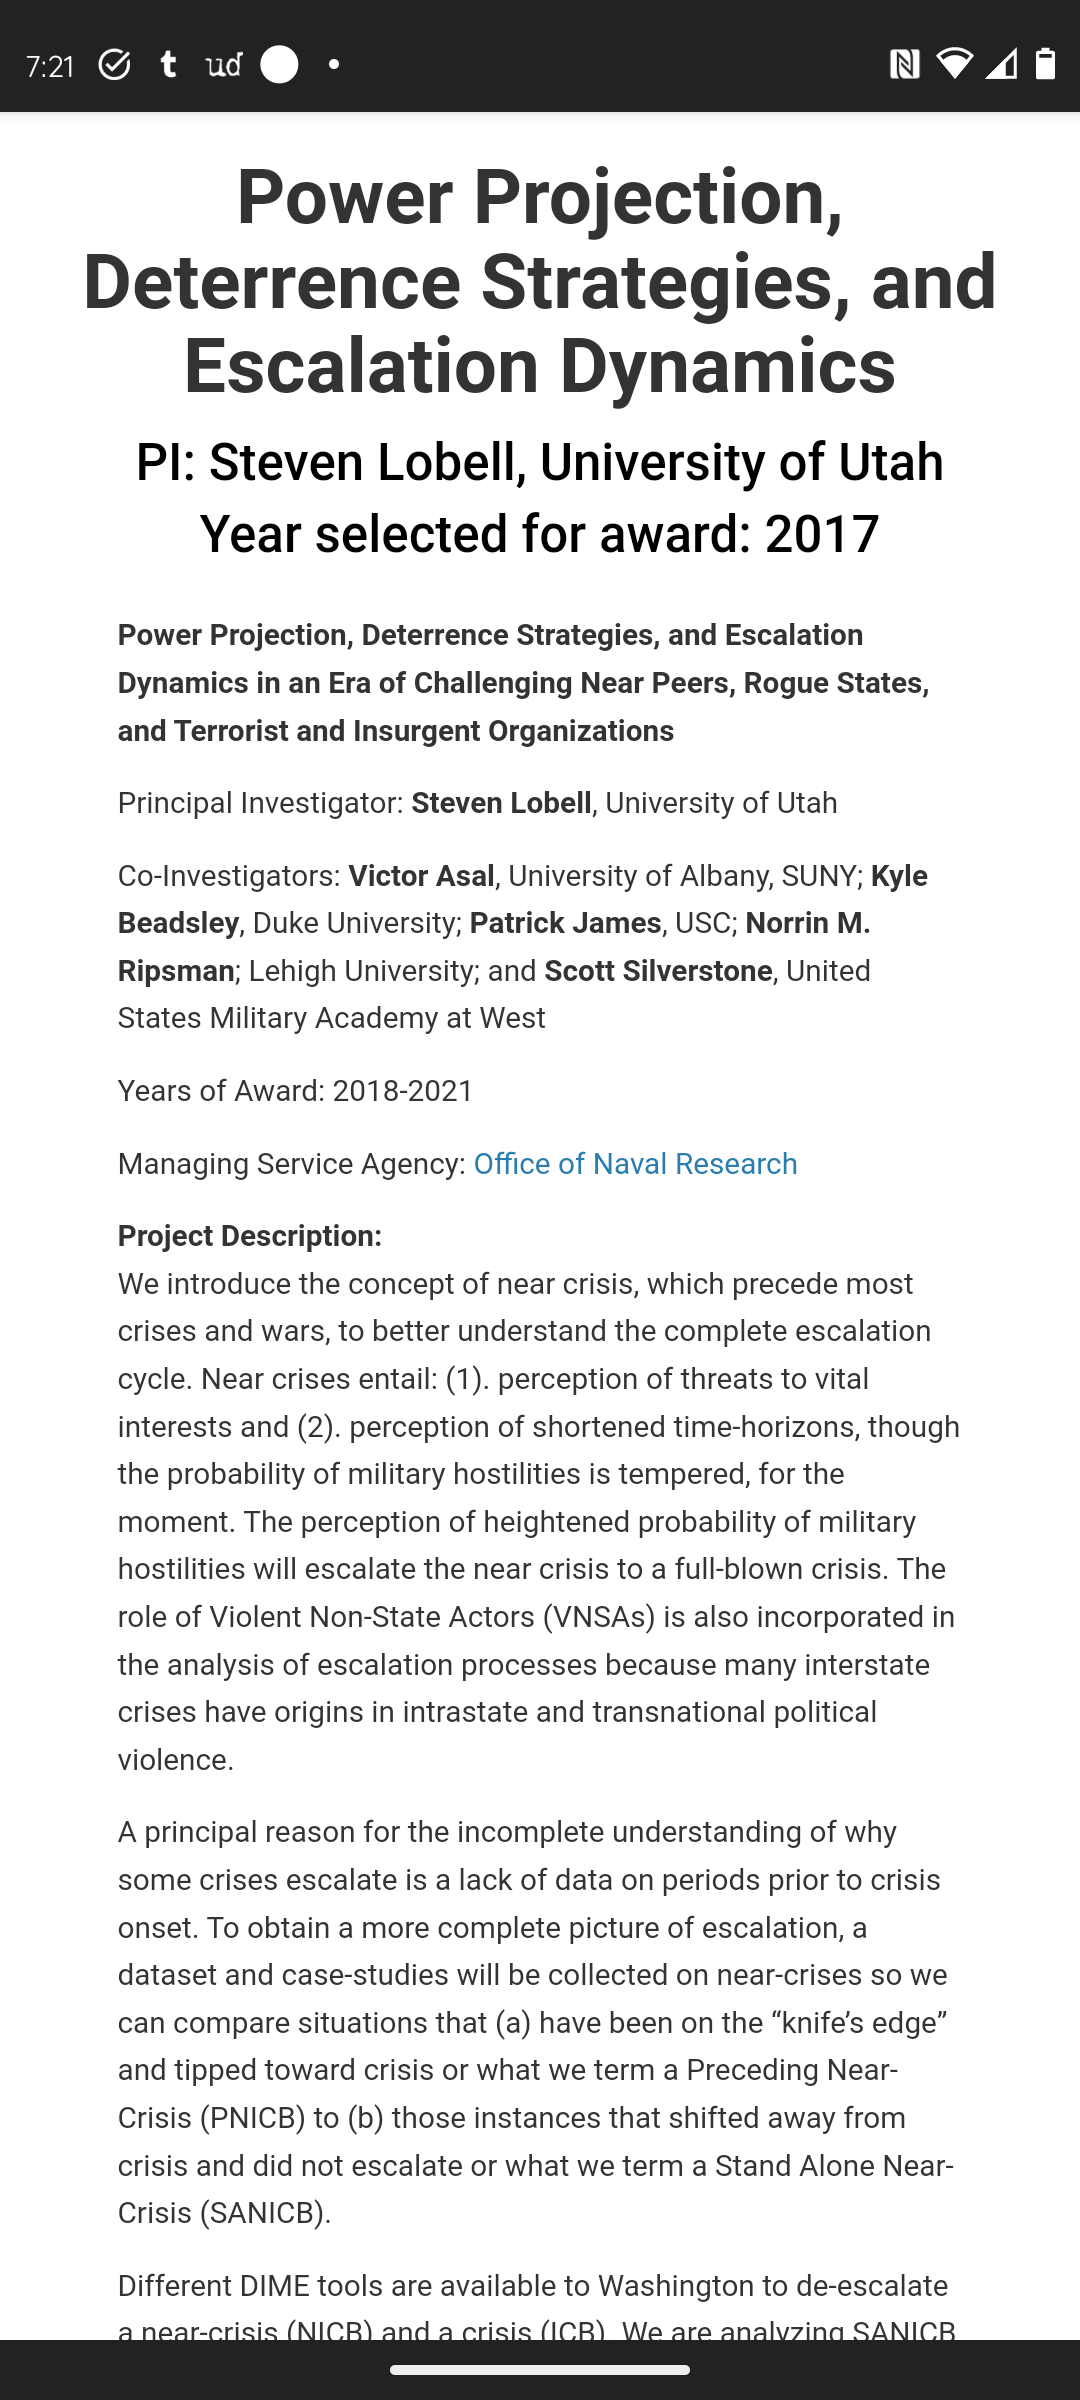 7:21 t ud
Power Projection,
Deterrence Strategies, and
Escalation Dynamics
PI: Steven Lobell, University of Utah
Year selected for award: 2017
Power Projection, Deterrence Strategies, and Escalation
Dynamics in an Era of Challenging Near Peers, Rogue States,
and Terrorist and Insurgent Organizations
Principal Investigator: Steven Lobell, University of Utah
Co-Investigators: Victor Asal, University of Albany, SUNY; Kyle
Beadsley, Duke University; Patrick James, USC; Norrin M.
Ripsman; Lehigh University; and Scott Silverstone, United
States Military Academy at West
Years of Award: 2018-2021
Managing Service Agency: Office of Naval Research
Project Description:
We introduce the concept of near crisis, which precede most
crises and wars, to better understand the complete escalation
cycle. Near crises entail: (1). perception of threats to vital
interests and (2). perception of shortened time-horizons, though
the probability of military hostilities is tempered, for the
moment. The perception of heightened probability of military
hostilities will escalate the near crisis to a full-blown crisis. The
role of Violent Non-State Actors (VNSAs) is also incorporated in
the analysis of escalation processes because many interstate
crises have origins in intrastate and transnational political
violence.
A principal reason for the incomplete understanding of why
some crises escalate is a lack of data on periods prior to crisis
onset. To obtain a more complete picture of escalation, a
dataset and case-studies will be collected on near-crises so we
can compare situations that (a) have been on the “knife’s edge”
and tipped toward crisis or what we term a Preceding Near-
Crisis (PNICB) to (b) those instances that shifted away from
crisis and did not escalate or what we term a Stand Alone Near-
Crisis (SANICB).
Different DIME tools are available to Washington to de-escalate
a near-crisis (NICB) and a crisis (ICB). We are analyzing SANICB